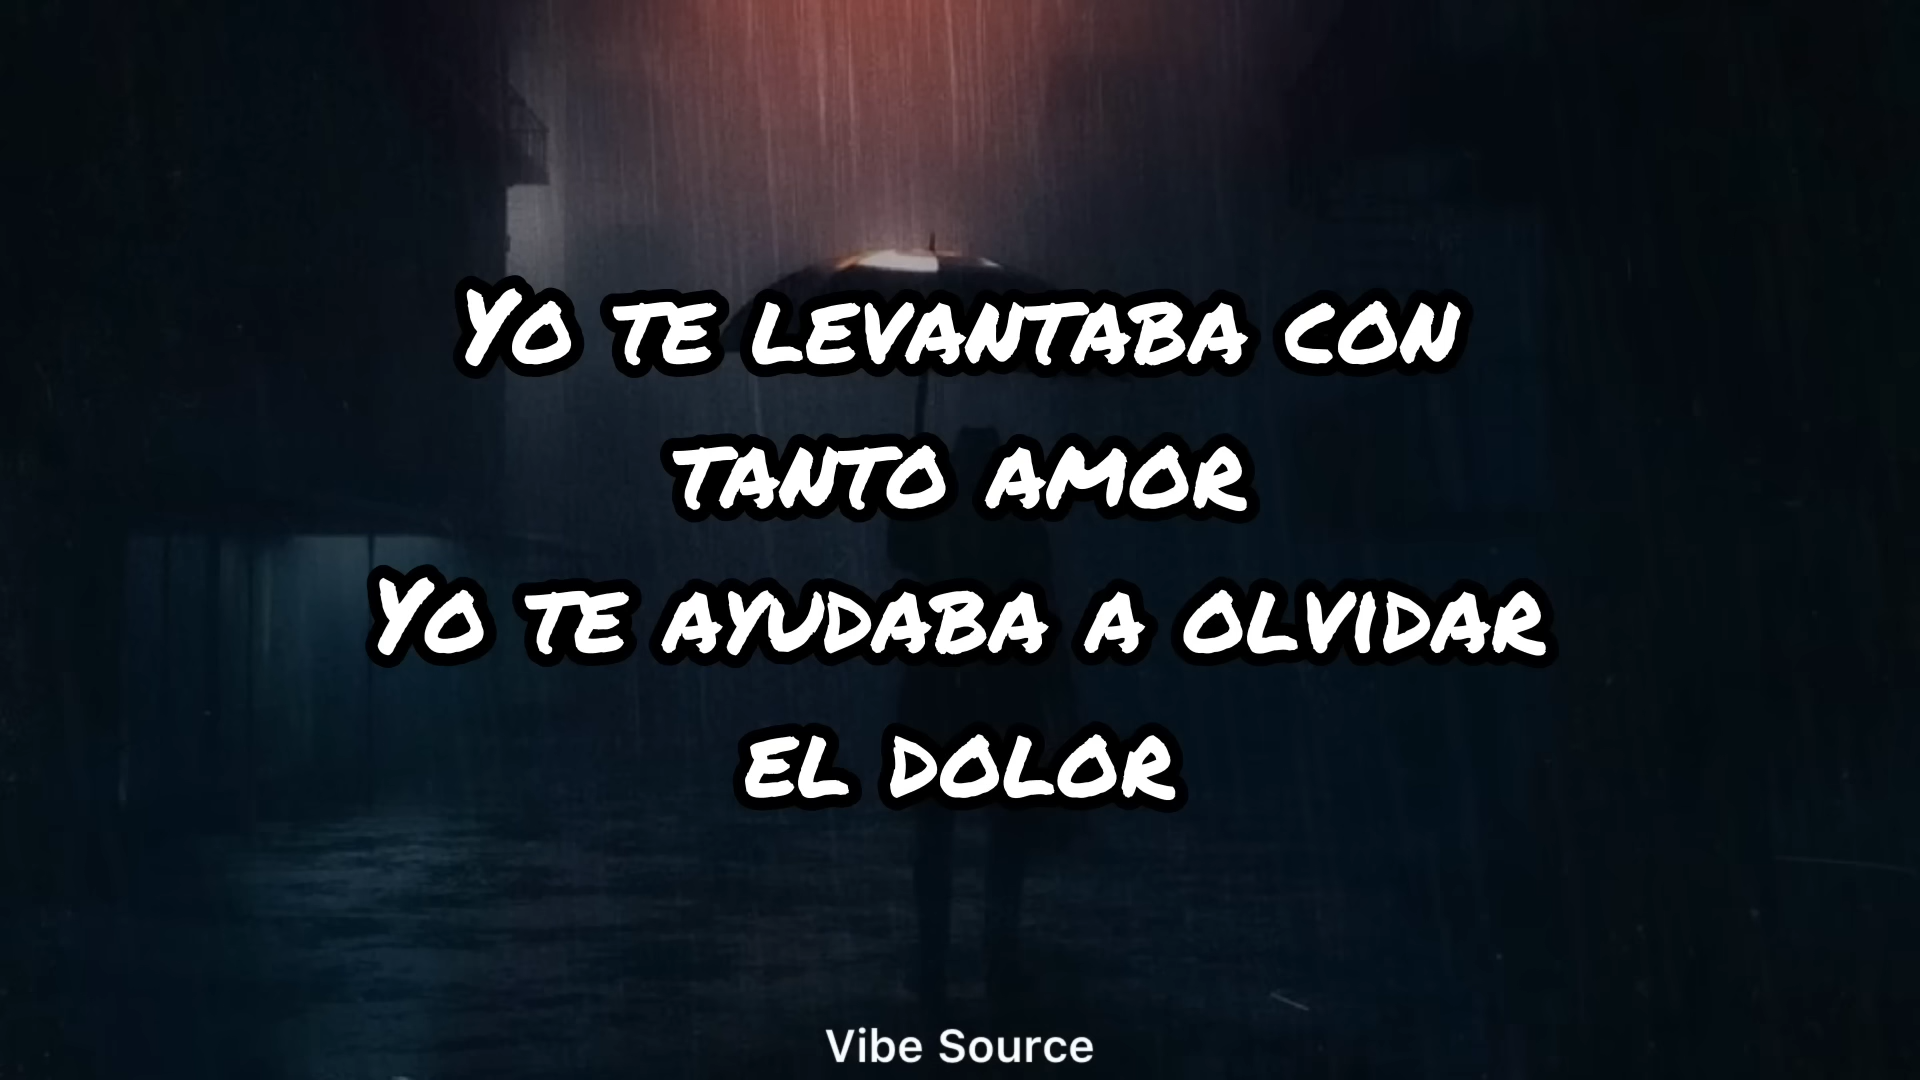 Yo te levantaba con
tanto amor
Yo te ayudaba a olvidar
el dolor
Vibe Source